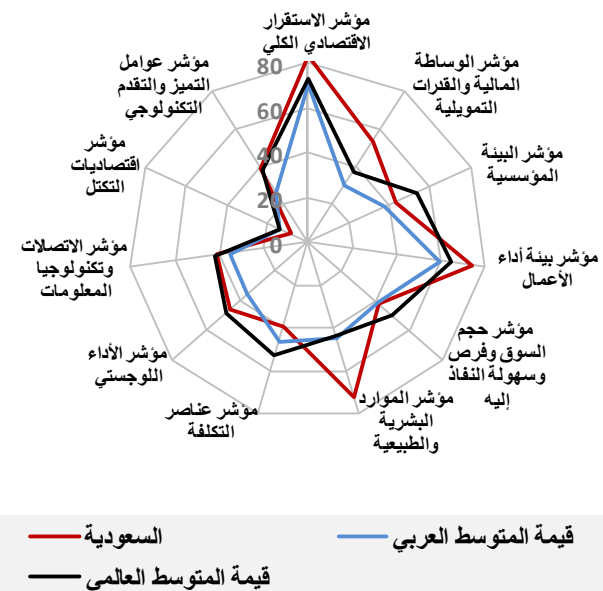 مؤشر الاستقرار
الاقتصادي الكلي
مؤشر الوساطة
المالية والقدرات
التمويلية
مؤشر البيئة
المؤسسية
مؤشر بيئة أداء
الأعمال
مؤشر حجم
السوق وفرص
وسهولة النفاذ
إليه
مؤشر الموارد
البشرية
والطبيعية
مؤشر عناصر
التكلفة
مؤشر الأداء
اللوجستي
مؤشر الاتصالات
وتكنولوجيا
المعلومات
مؤشر
اقتصاديات
التكتل
مؤشر عوامل
التميز والتقدم
التكنولوجي
80
60
40
20
0
السعودية
قيمة المتوسط العربي
قيمة المتوسط العالمي